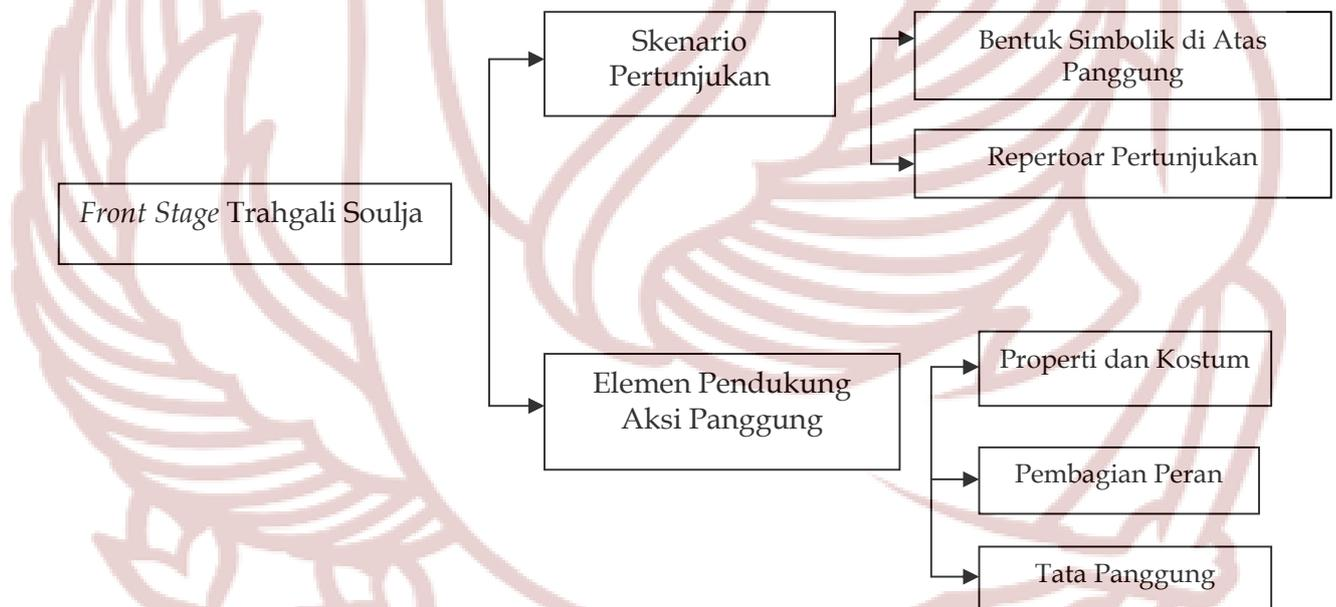 Skenario
Pertunjukan
Bentuk Simbolik di Atas
Panggung
Repertoar Pertunjukan
Front Stage Trahgali Soulja
Elemen Pendukung
Aksi Panggung
Properti dan Kostum
Pembagian Peran
Tata Panggung